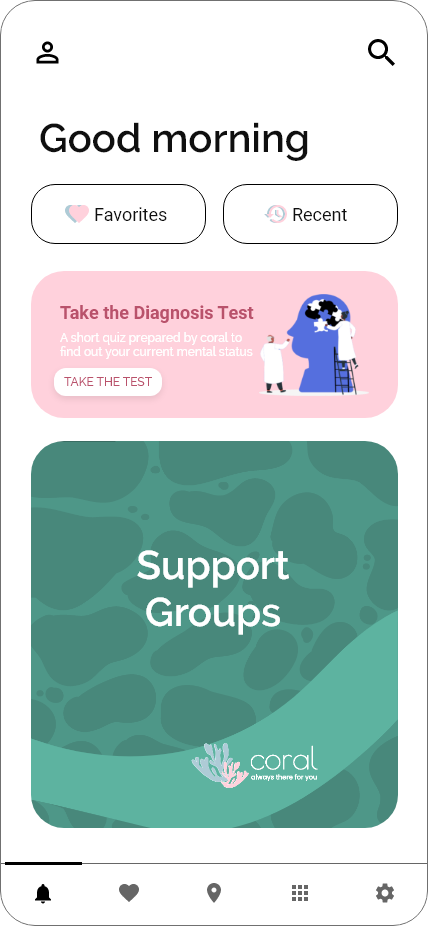 Good morning
Favorites
Recent
Take the Diagnosis Test
A short quiz prepared by coral to
find out your current mental status
TAKE THE TEST
Support
Groups
coral
always there for you